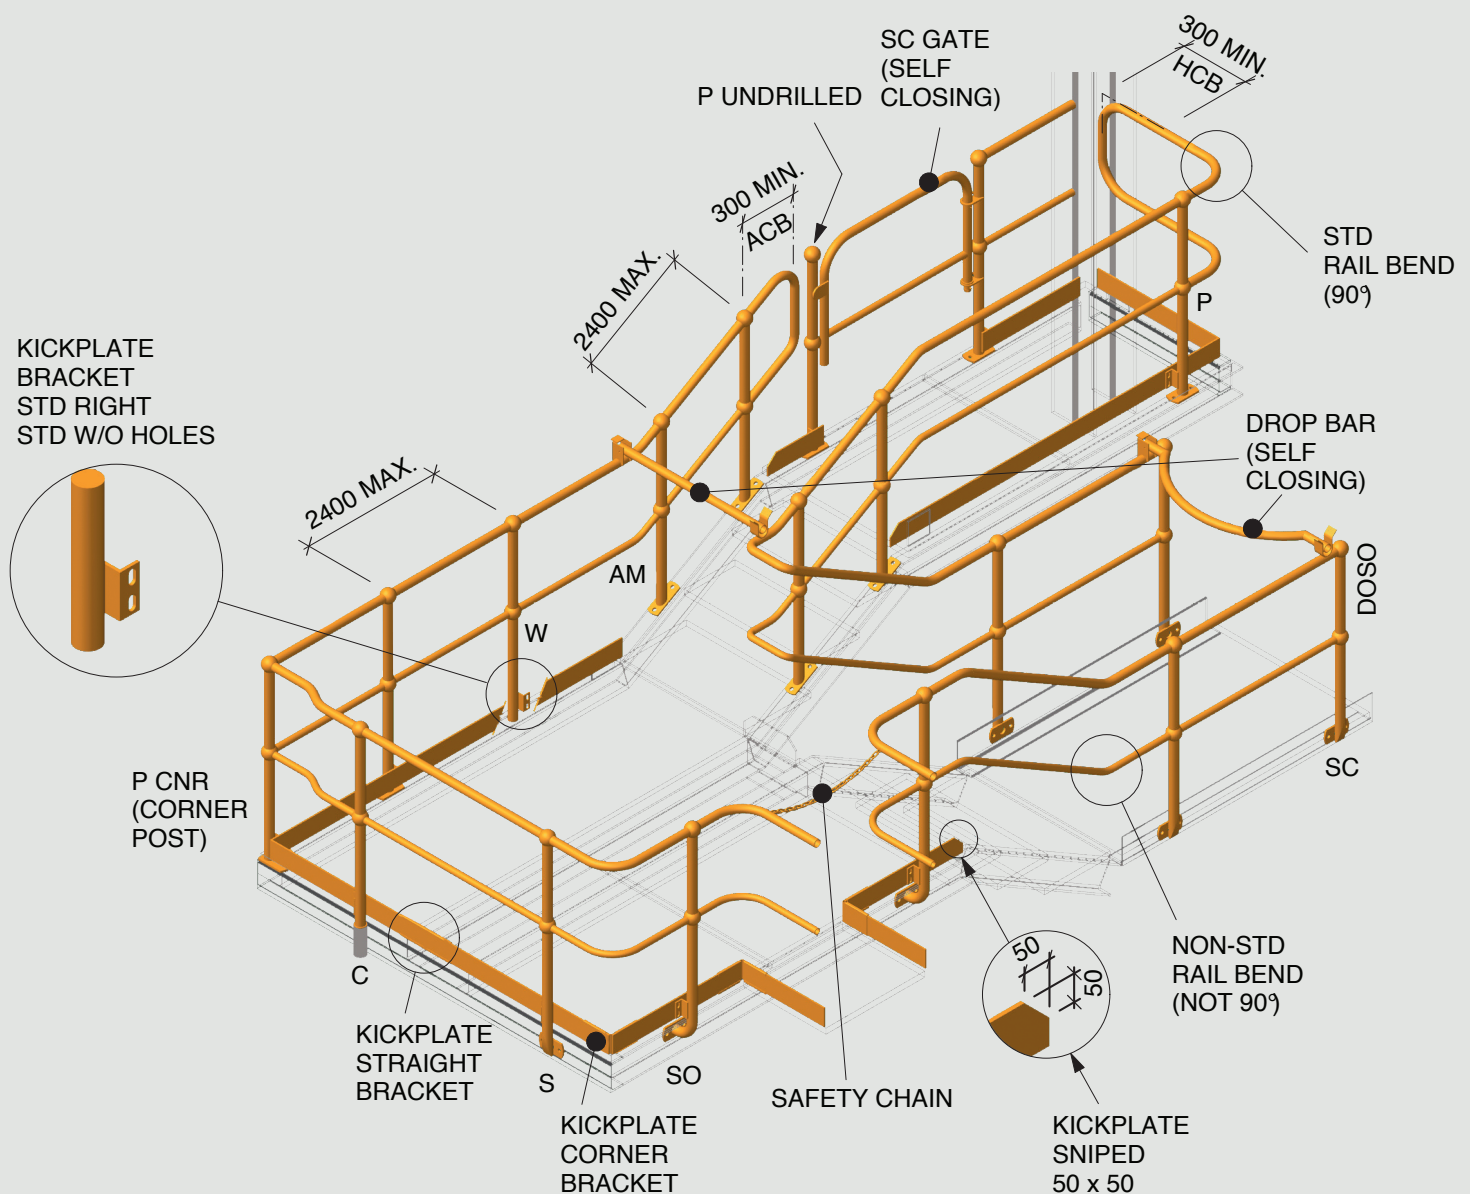 300 MIN.
HCB
SC GATE
(SELF
CLOSING)
P UNDRILLED
300 MIN.
ACB
STD
RAIL BEND
(90°)
2400 MAX.
P
KICKPLATE
BRACKET
STD RIGHT
STD W/O HOLES
DROP BAR
(SELF
CLOSING)
2400 MAX.
AM
DOSO
W
SC
P CNR
(CORNER
POST)
50
50
NON-STD
RAIL BEND
(NOT 90°)
C
KICKPLATE
STRAIGHT
BRACKET
S
SO
SAFETY CHAIN
KICKPLATE
CORNER
BRACKET
KICKPLATE
SNIPED
50 x 50